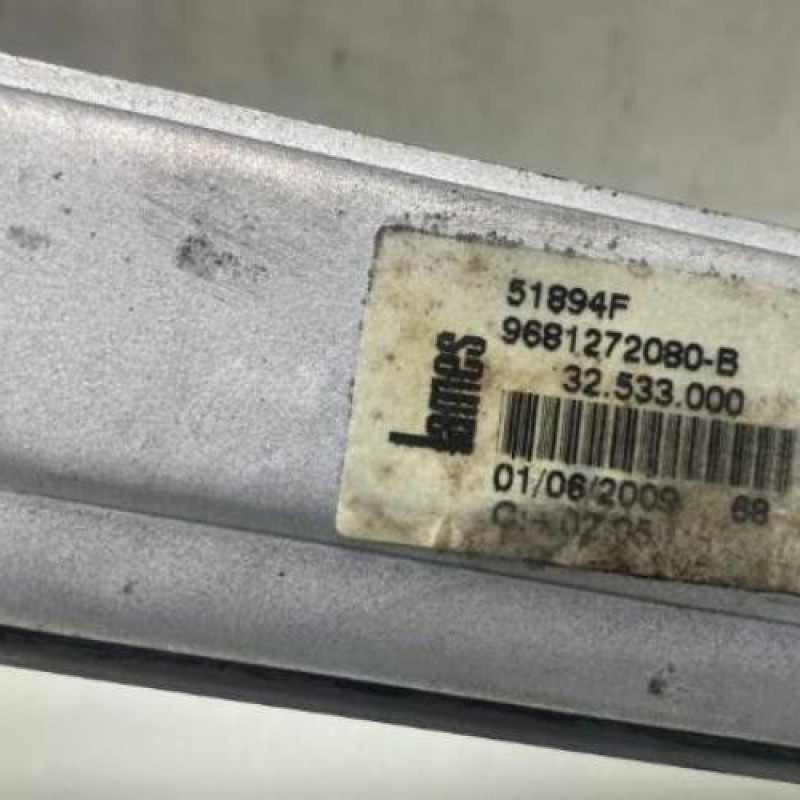 Lames
51894F
9681272080-B
32.533.000
01/06/2009 68